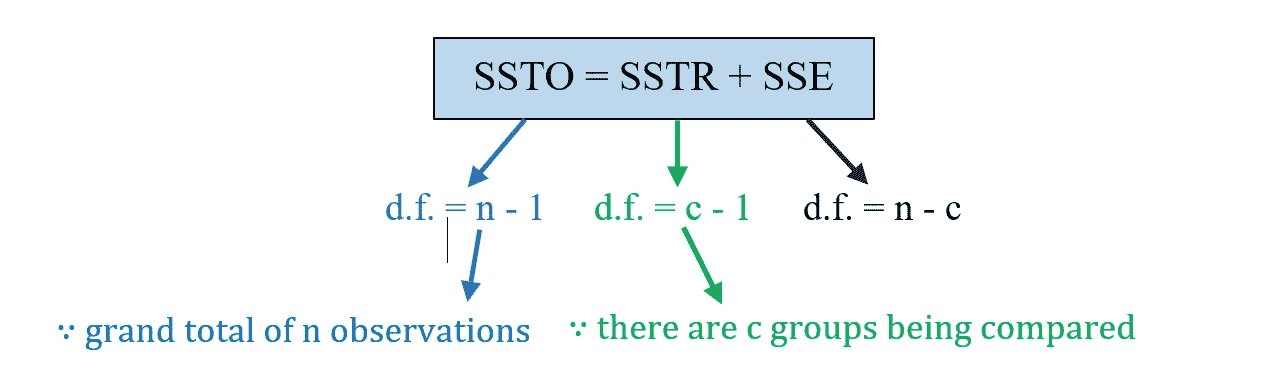 SSTO = SSTR + SSE
d.f. = n - 1
d.f. = c - 1
d.f. = n - c
∵ grand total of n observations
∵ there are c groups being compared